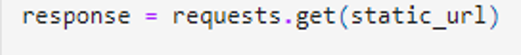 response = requests.get(static_url)